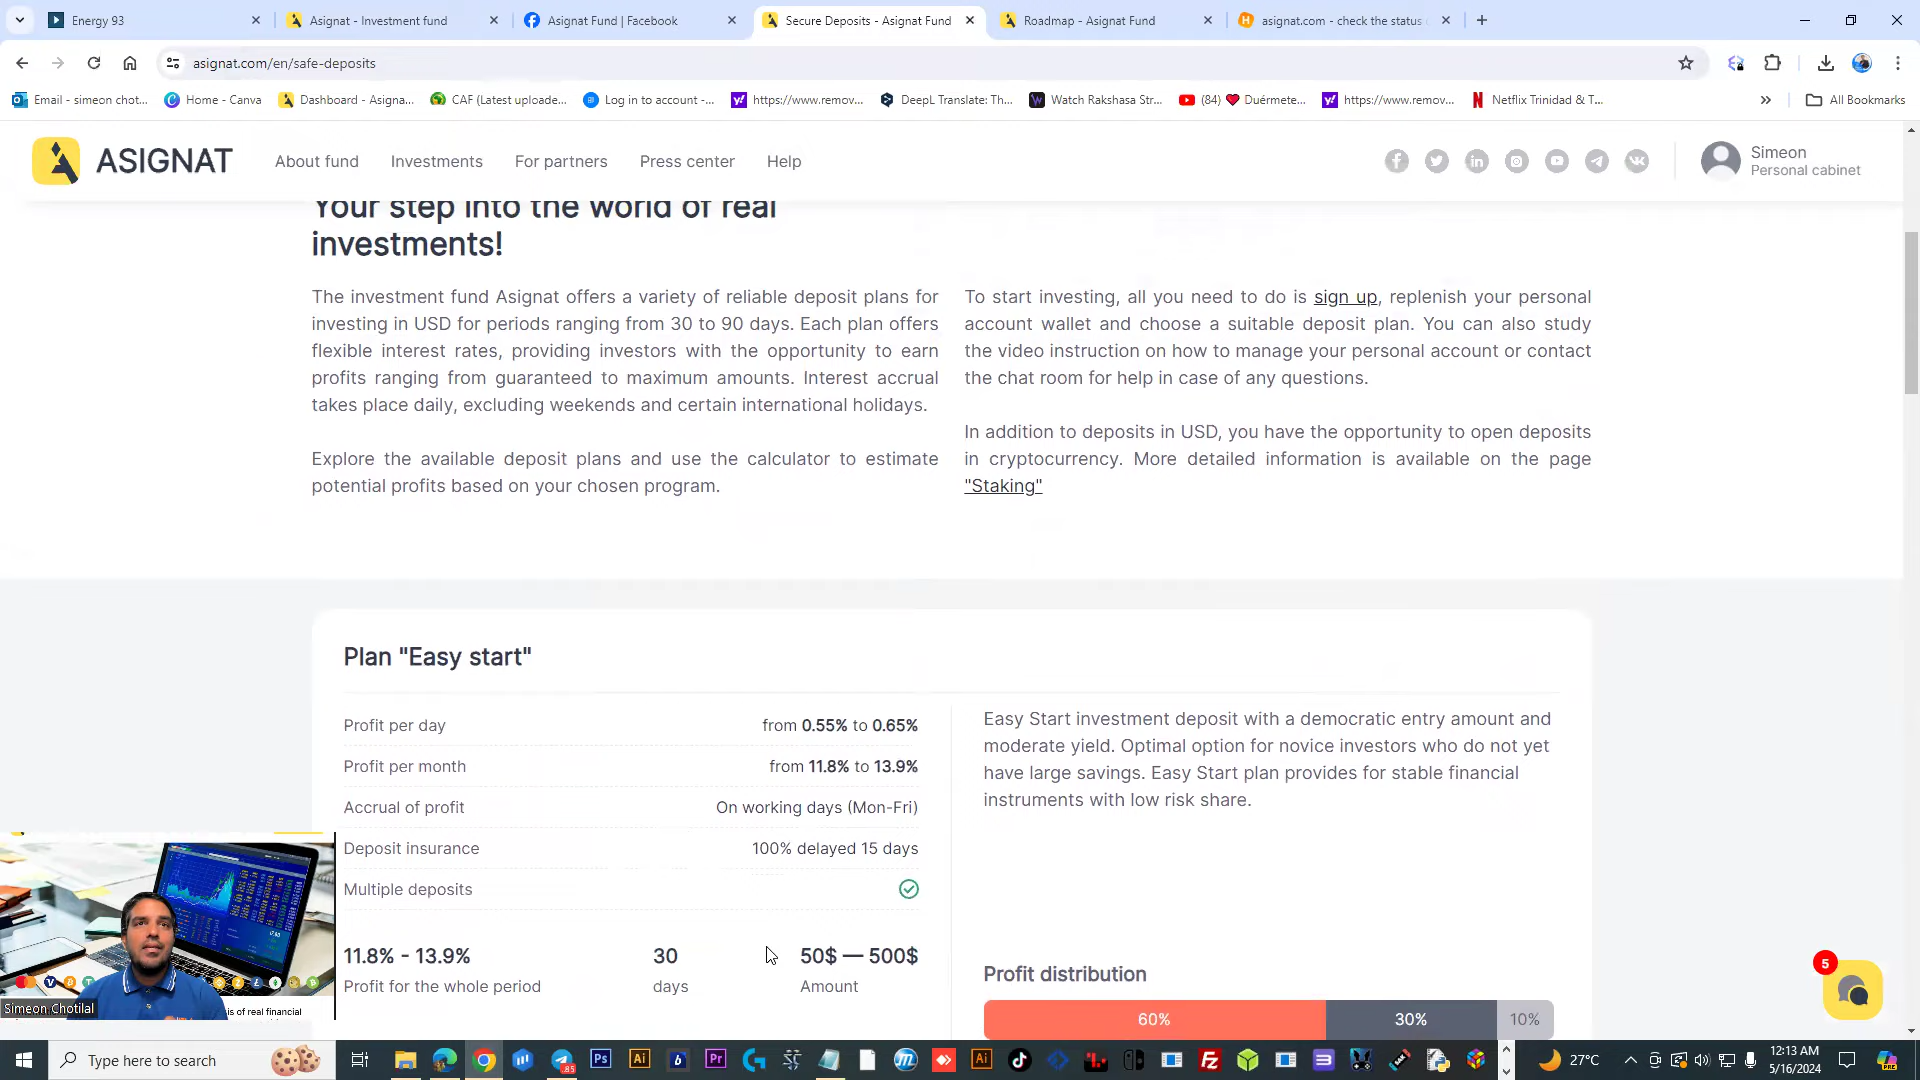 Energy 93
Asignat - Investment fund
Asignat Fund | Facebook
Secure Deposits - Asignat Fund
Roadmap - Asignat Fund
asignat.com - check the status
asignat.com/en/safe-deposits
Email - simeon chot...
Home - Canva
Dashboard - Asigna...
CAF (Latest uploade...
Log in to account -...
https://www.remov...
DeepL Translate: Th...
Watch Rakshasa Str...
(84) ❤ Duérmete...
https://www.remov...
Netflix Trinidad & T...
All Bookmarks
ASIGNAT
About fund
Investments
For partners
Press center
Help
Simeon
Personal cabinet
Your step into the world of real
investments!
The investment fund Asignat offers a variety of reliable deposit plans for
investing in USD for periods ranging from 30 to 90 days. Each plan offers
flexible interest rates, providing investors with the opportunity to earn
profits ranging from guaranteed to maximum amounts. Interest accrual
takes place daily, excluding weekends and certain international holidays.
Explore the available deposit plans and use the calculator to estimate
potential profits based on your chosen program.
To start investing, all you need to do is sign up, replenish your personal
account wallet and choose a suitable deposit plan. You can also study
the video instruction on how to manage your personal account or contact
the chat room for help in case of any questions.
In addition to deposits in USD, you have the opportunity to open deposits
in cryptocurrency. More detailed information is available on the page
"Staking"
Plan "Easy start"
Profit per day from 0.55% to 0.65%
Profit per month from 11.8% to 13.9%
Accrual of profit On working days (Mon-Fri)
Deposit insurance 100% delayed 15 days
Multiple deposits
11.8% - 13.9% 30 50$ — 500$
Profit for the whole period days Amount
Easy Start investment deposit with a democratic entry amount and
moderate yield. Optimal option for novice investors who do not yet
have large savings. Easy Start plan provides for stable financial
instruments with low risk share.
Profit distribution
60% 30% 10%
5
Simeon Chotilal
is of real financial
Type here to search
27°C
12:13 AM
5/16/2024